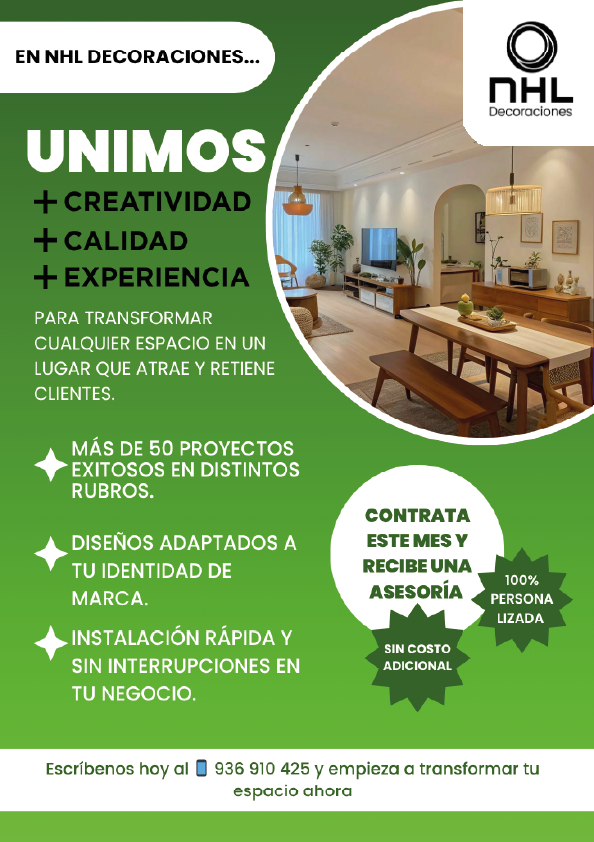 EN NHL DECORACIONES...
NHL
Decoraciones
UNIMOS
+ CREATIVIDAD
+ CALIDAD
+ EXPERIENCIA
PARA TRANSFORMAR
CUALQUIER ESPACIO EN UN
LUGAR QUE ATRAE Y RETIENE
CLIENTES.
MÁS DE 50 PROYECTOS
EXITOSOS EN DISTINTOS
RUBROS.
DISEÑOS ADAPTADOS A
TU IDENTIDAD DE
MARCA.
INSTALACIÓN RÁPIDA Y
SIN INTERRUPCIONES EN
TU NEGOCIO.
CONTRATA
ESTE MES Y
RECIBE UNA
ASESORÍA
100%
PERSONA
LIZADA
SIN COSTO
ADICIONAL
Escríbenos hoy al 📱 936 910 425 y empieza a transformar tu
espacio ahora